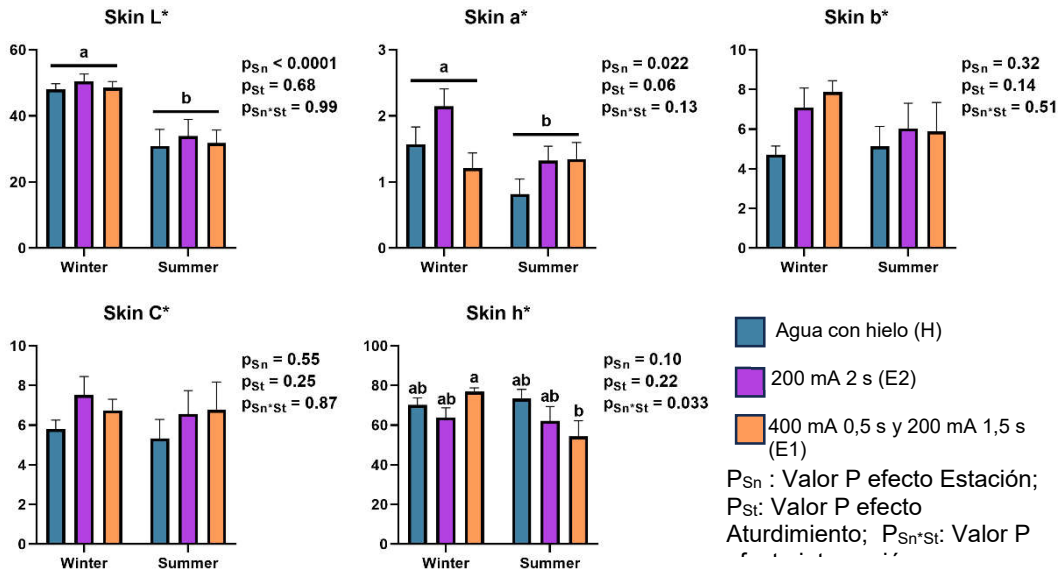 Skin L*
60
40
20
0
a
b
Winter
Summer
pSn < 0.0001
pSt = 0.68
pSn*St = 0.99
Skin a*
3
2
1
0
a
b
Winter
Summer
pSn = 0.022
pSt = 0.06
pSn*St = 0.13
Skin b*
10
8
6
4
2
0
Winter
Summer
pSn = 0.32
pSt = 0.14
pSn*St = 0.51
Skin C*
10
8
6
4
2
0
Winter
Summer
pSn = 0.55
pSt = 0.25
pSn*St = 0.87
Skin h*
100
80
60
40
20
0
ab
ab
a
ab
ab
b
Winter
Summer
pSn = 0.10
pSt = 0.22
pSn*St = 0.033
Agua con hielo (H)
200 mA 2 s (E2)
400 mA 0,5 s y 200 mA 1,5 s
(E1)
PSn : Valor P efecto Estación;
PSt: Valor P efecto
Aturdimiento; PSn*St: Valor P